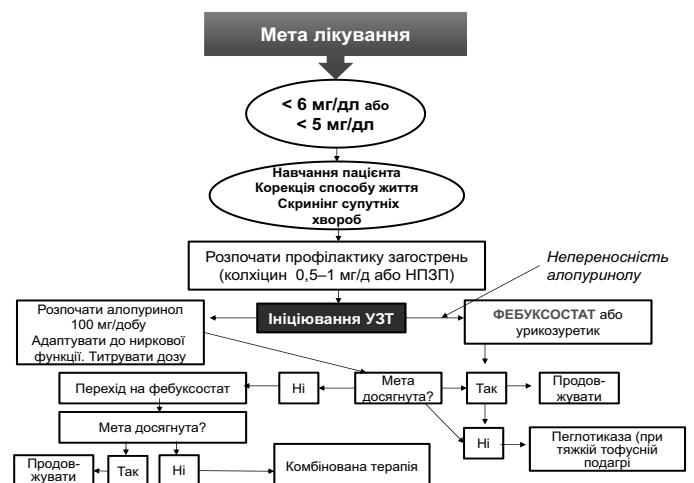 Мета лікування
< 6 мг/дл або
< 5 мг/дл
Навчання пацієнта
Корекція способу життя
Скринінг супутніх
хвороб
Розпочати профілактику загострень
(колхіцин 0,5–1 мг/д або НПЗП)
Непереносність
алопуринолу
Розпочати алопуринол
100 мг/добу
Адаптувати до ниркової
функції. Титрувати дозу
Ініціювання УЗТ
ФЕБУКСОСТАТ або
урикозуретик
Перехід на фебуксостат
Ні
Мета
досягнута?
Так
Продов-
жувати
Мета досягнута?
Ні
Пеглотиказа (при
тяжкій тофусній
подагрі
Продов-
жувати
Так
Ні
Комбінована терапія